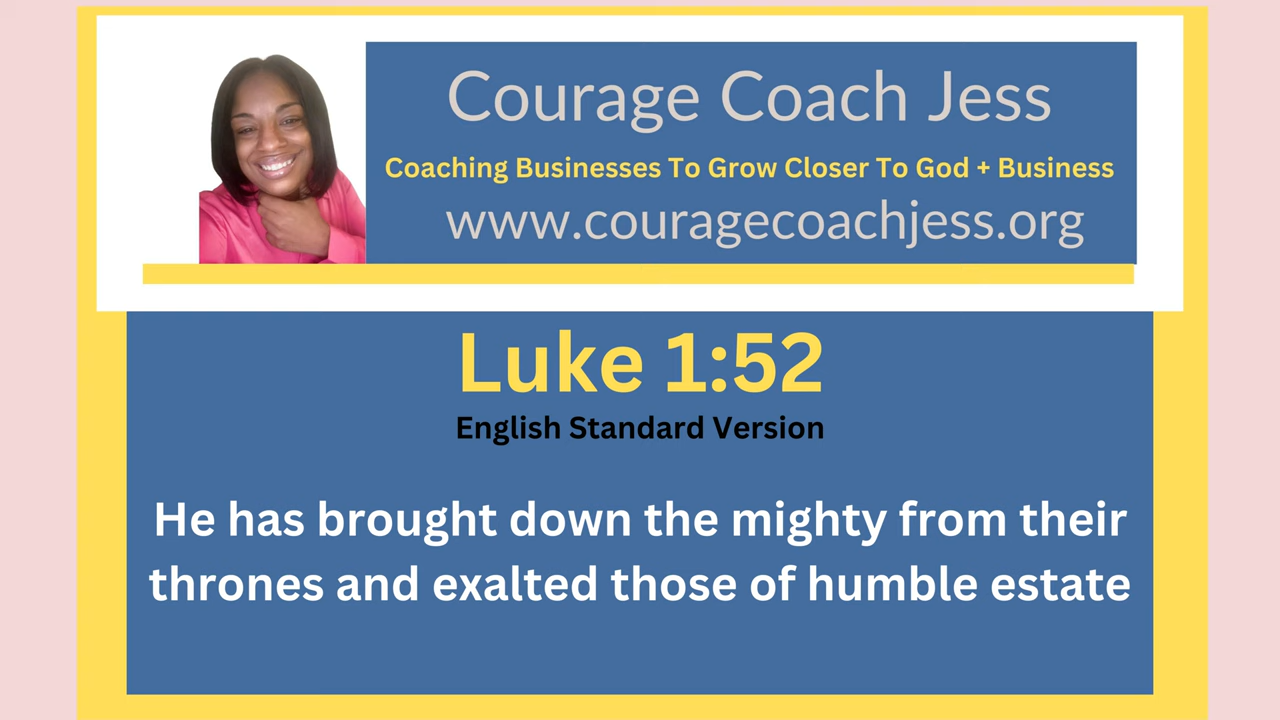 Courage Coach Jess
Coaching Businesses To Grow Closer To God + Business
www.couragecoachjess.org
Luke 1:52
English Standard Version
He has brought down the mighty from their
thrones and exalted those of humble estate